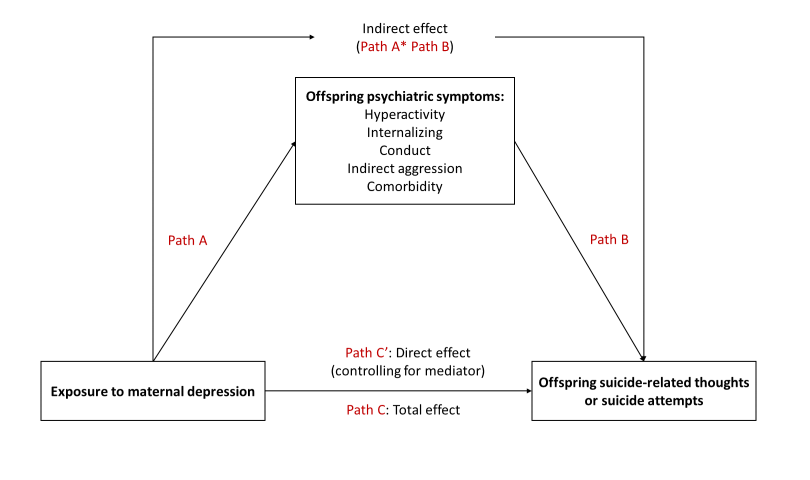 Indirect effect
(Path A* Path B)
Offspring psychiatric symptoms:
Hyperactivity
Internalizing
Conduct
Indirect aggression
Comorbidity
Path A
Path B
Path C’: Direct effect
(controlling for mediator)
Exposure to maternal depression
Offspring suicide-related thoughts
or suicide attempts
Path C: Total effect